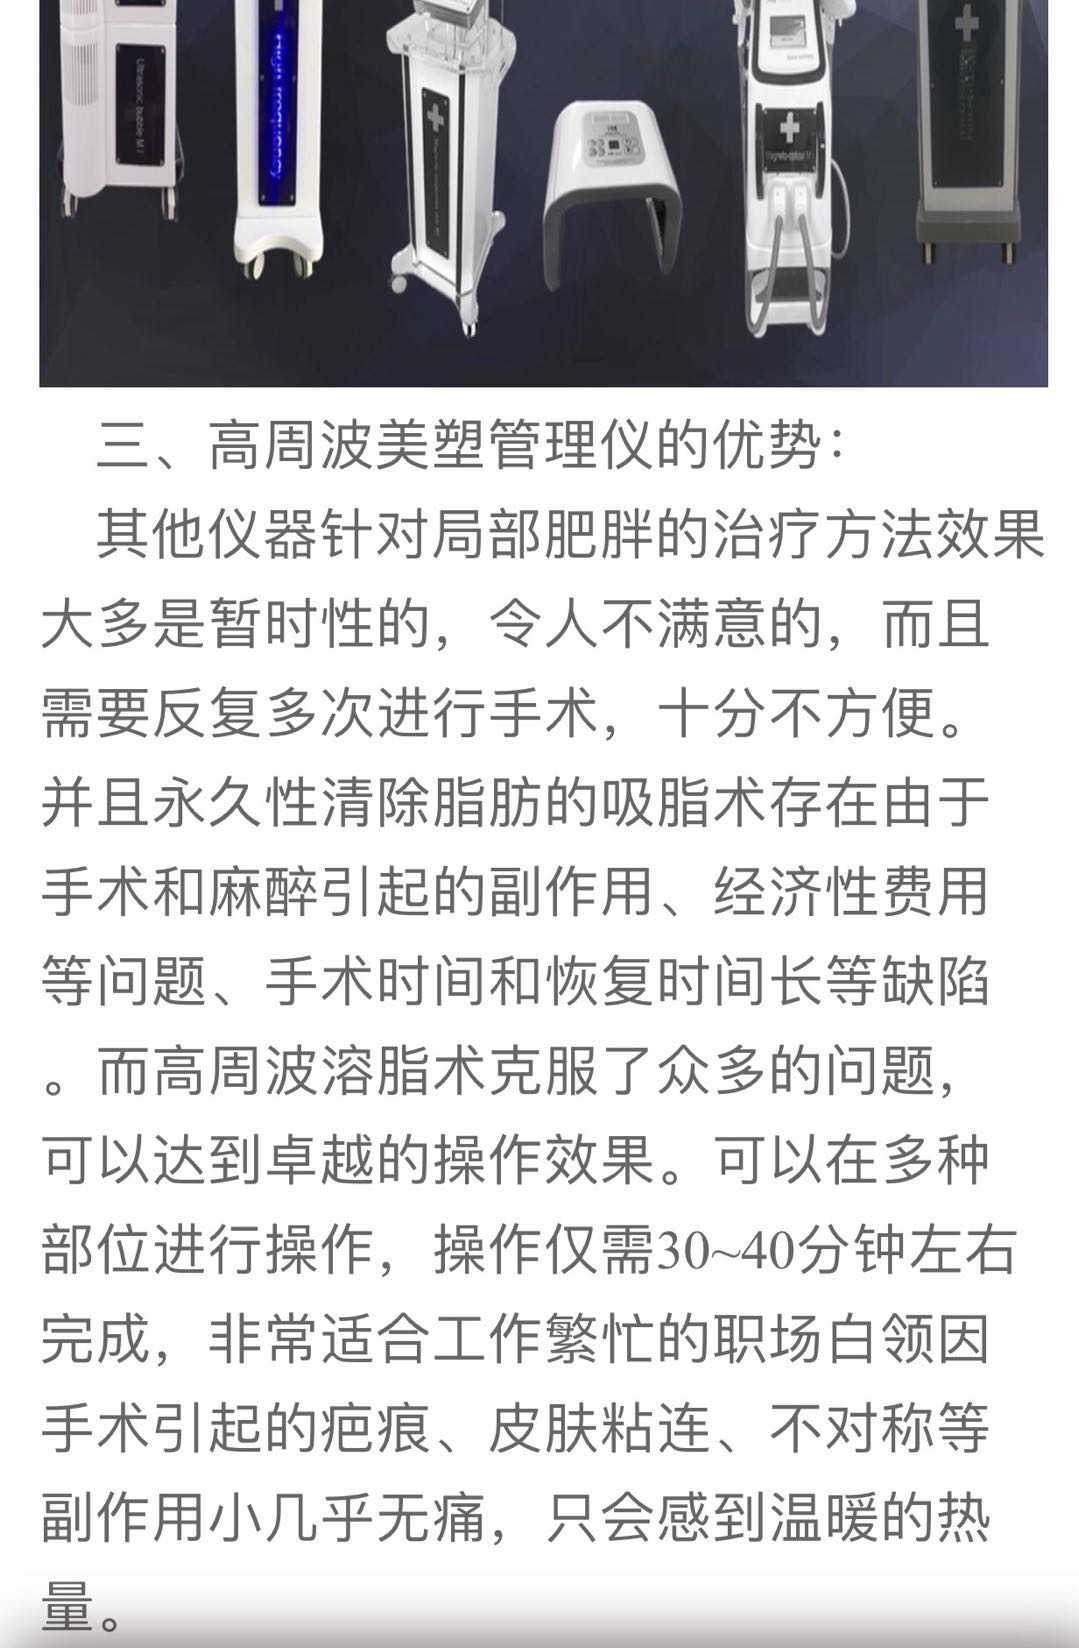 Ultrasonic bubble M1
High frequency
Magneto-optical M
三、高周波美塑管理仪的优势：
其他仪器针对局部肥胖的治疗方法效果
大多是暂时性的，令人不满意的，而且
需要反复多次进行手术，十分不方便。
并且永久性清除脂肪的吸脂术存在由于
手术和麻醉引起的副作用、经济性费用
等问题、手术时间和恢复时间长等缺陷
。而高周波溶脂术克服了众多的问题，
可以达到卓越的操作效果。可以在多种
部位进行操作，操作仅需30~40分钟左右
完成，非常适合工作繁忙的职场白领因
手术引起的疤痕、皮肤粘连、不对称等
副作用小几乎无痛，只会感到温暖的热
量。